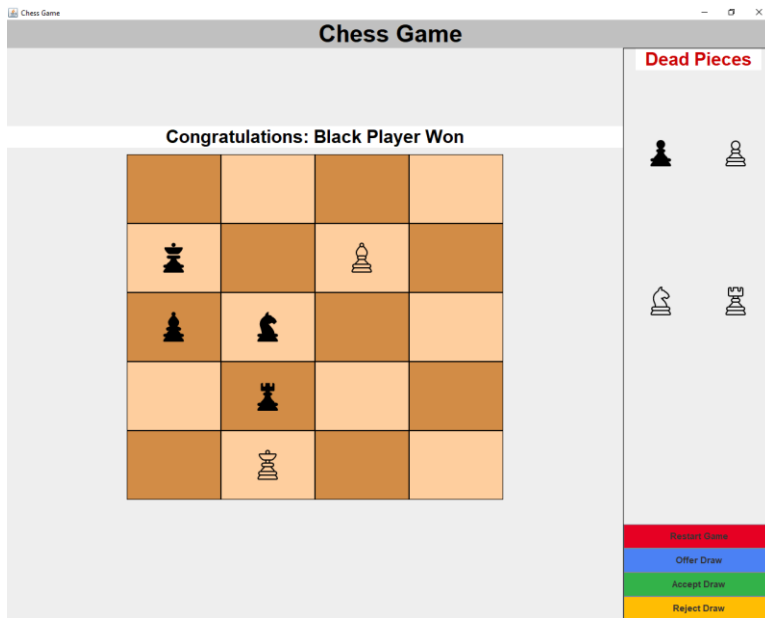 Chess Game
Chess Game
Dead Pieces
Congratulations: Black Player Won
Restart Game
Offer Draw
Accept Draw
Reject Draw